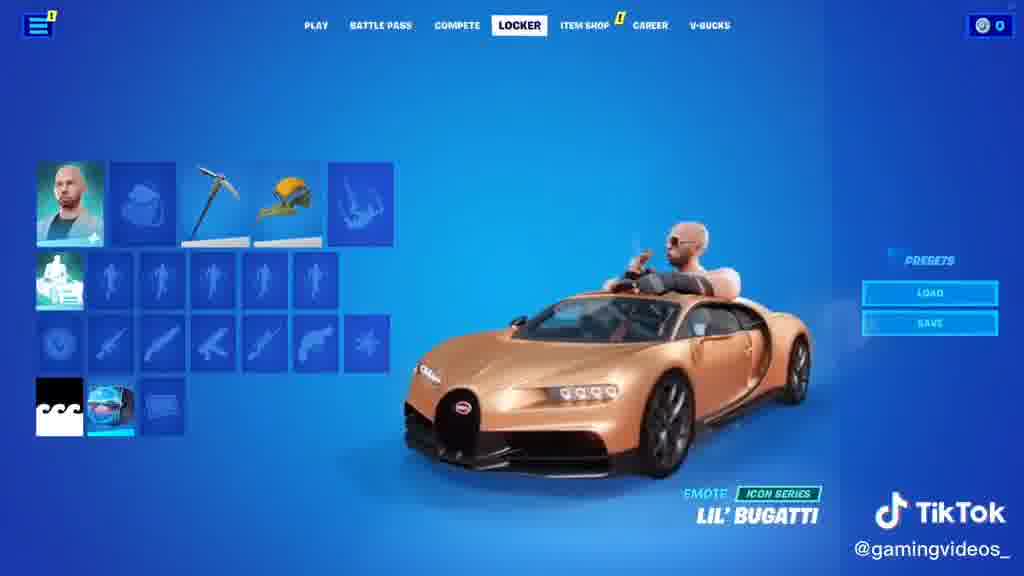 !
PLAY
BATTLE PASS
COMPETE
LOCKER
ITEM SHOP
!
CAREER
V-BUCKS
0
PRESETS
LOAD
SAVE
EMOTE
ICON SERIES
LIL' BUGATTI
TikTok
@gamingvideos_